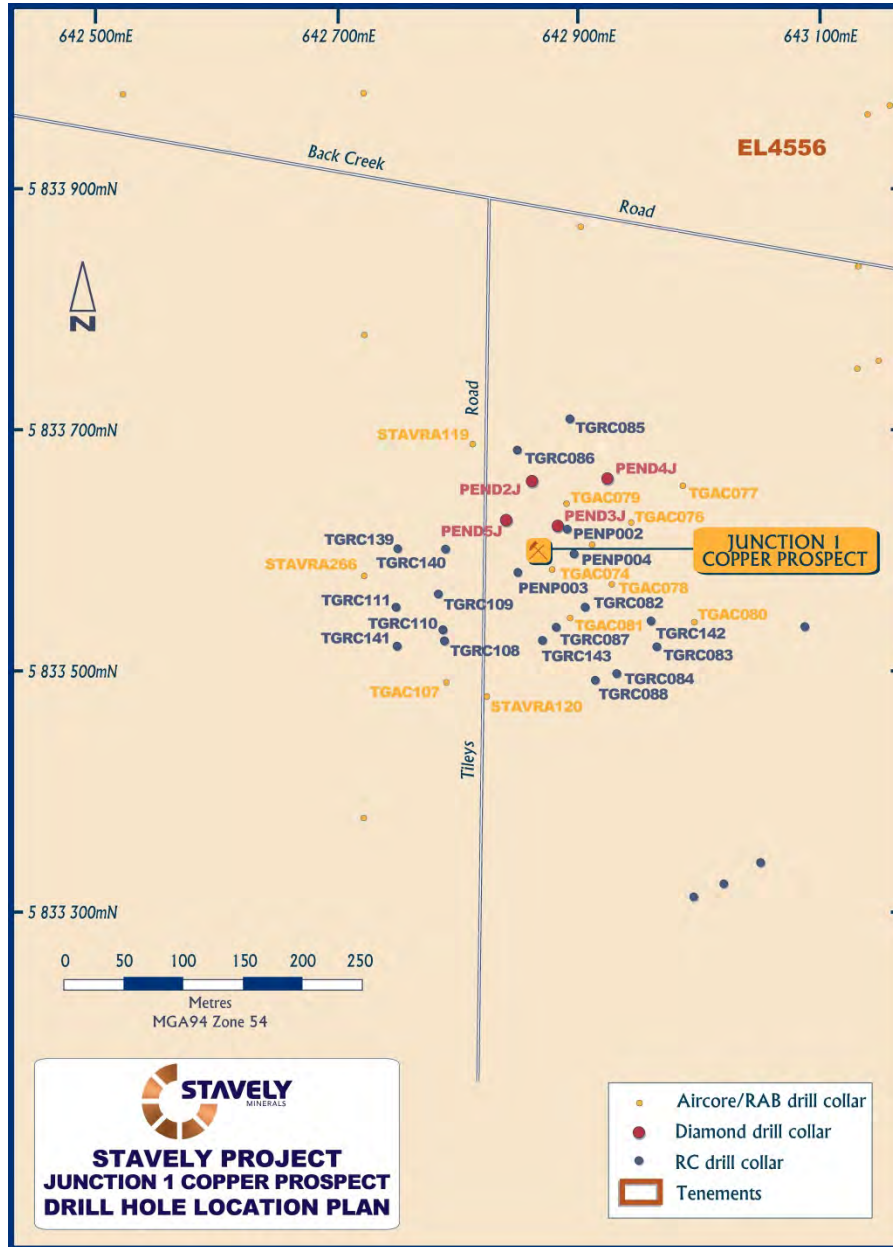 642 500mE
642 700mE
642 900mE
643 100mE
EL4556
Back Creek
Road
5 833 900mN
N
Road
5 833 700mN
TGRC085
STAVRA119
TGRC086
PEND4J
PEND2J
TGAC079
TGAC077
PEND3J
TGAC076
PEND5J
PENP002
TGRC139
JUNCTION 1
COPPER PROSPECT
TGRC140
PENP004
STAVRA266
TGAC074
PENP003
TGAC078
TGRC111
TGRC109
TGRC082
TGRC110
TGAC081
TGAC080
TGRC141
TGRC087
TGRC142
TGRC108
TGRC143
TGRC083
5 833 500mN
TGRC084
TGAC107
TGRC088
STAVRA120
Tileys
5 833 300mN
0 50 100 150 200 250
Metres
MGA94 Zone 54
STAVELY
MINERALS
STAVELY PROJECT
JUNCTION 1 COPPER PROSPECT
DRILL HOLE LOCATION PLAN
Aircore/RAB drill collar
Diamond drill collar
RC drill collar
Tenements